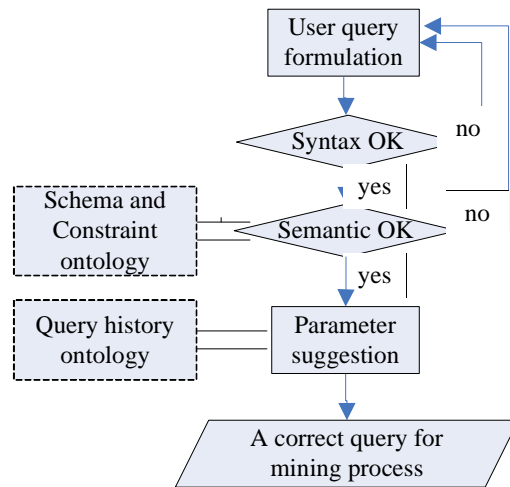 User query
formulation
Syntax OK
no
yes
Schema and
Constraint
ontology
Semantic OK
no
yes
Query history
ontology
Parameter
suggestion
A correct query for
mining process